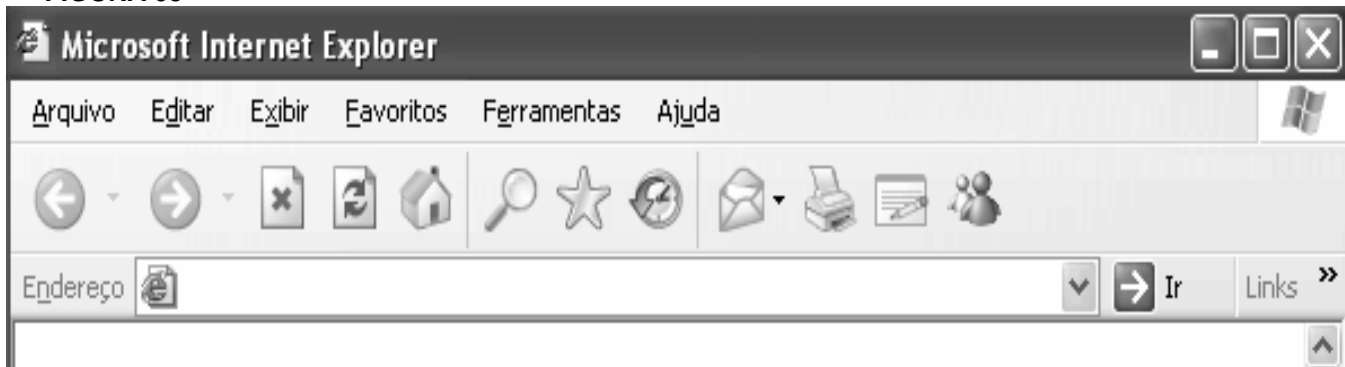 Microsoft Internet Explorer
Arquivo Editar Exibir Favoritos Ferramentas Ajuda
Endereço Ir Links »